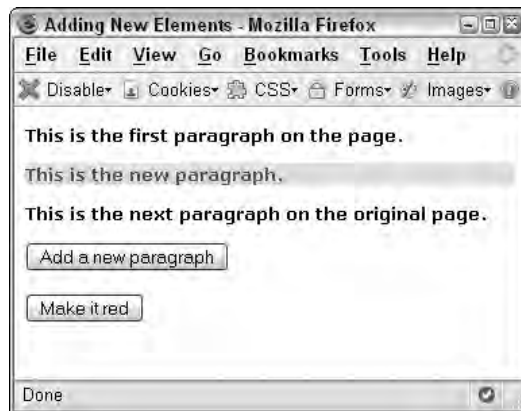 Adding New Elements - Mozilla Firefox
File Edit View Go Bookmarks Tools Help
Disable Cookies CSS Forms Images
This is the first paragraph on the page.
This is the new paragraph.
This is the next paragraph on the original page.
Add a new paragraph
Make it red
Done